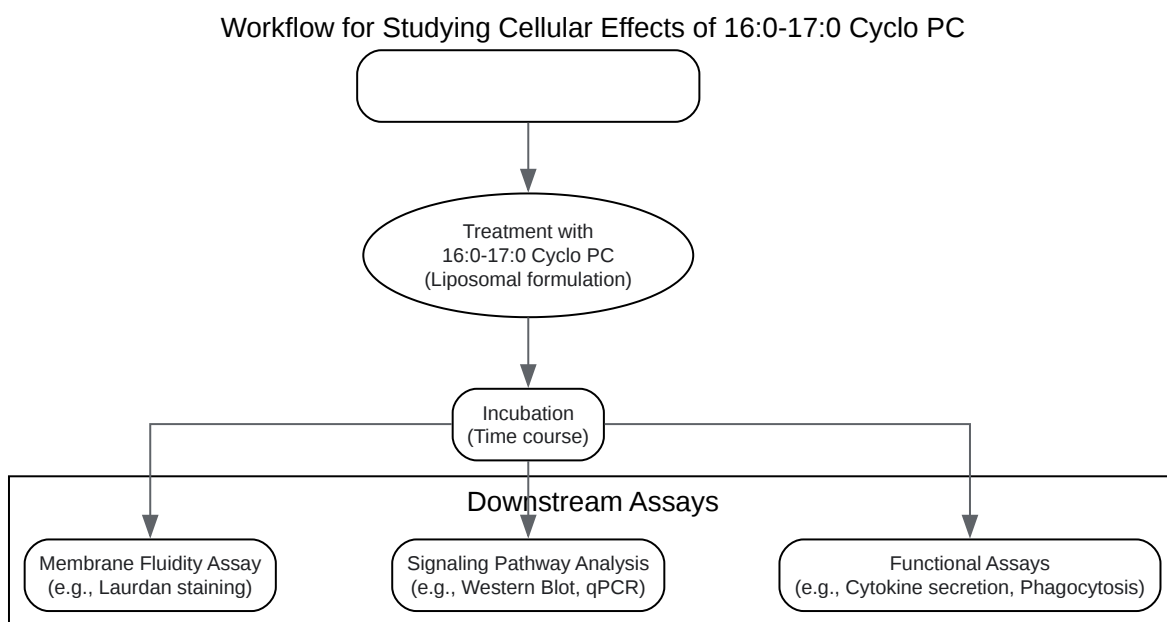 Workflow for Studying Cellular Effects of 16:0-17:0 Cyclo PC
Treatment with
16:0-17:0 Cyclo PC
(Liposomal formulation)
Incubation
(Time course)
Downstream Assays
Membrane Fluidity Assay
(e.g., Laurdan staining)
Signaling Pathway Analysis
(e.g., Western Blot, qPCR)
Functional Assays
(e.g., Cytokine secretion, Phagocytosis)